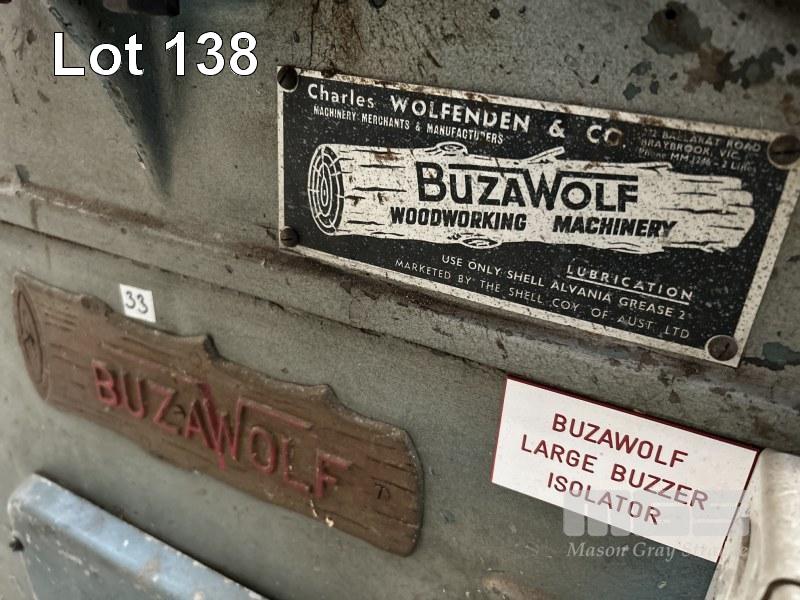 Lot 138
Charles WOLFENDEN & CO.
MACHINERY MERCHANTS & MANUFACTURERS
BALLARAT ROAD
BRAYBROOK, VIC.
Phone MM
BUZAWOLF
WOODWORKING MACHINERY
LUBRICATION
USE ONLY SHELL ALVANIA GREASE 2
MARKETED BY THE SHELL COY. OF AUST. LTD
33
BUZAWOLF
BUZAWOLF
LARGE BUZZER
ISOLATOR
Mason Gray